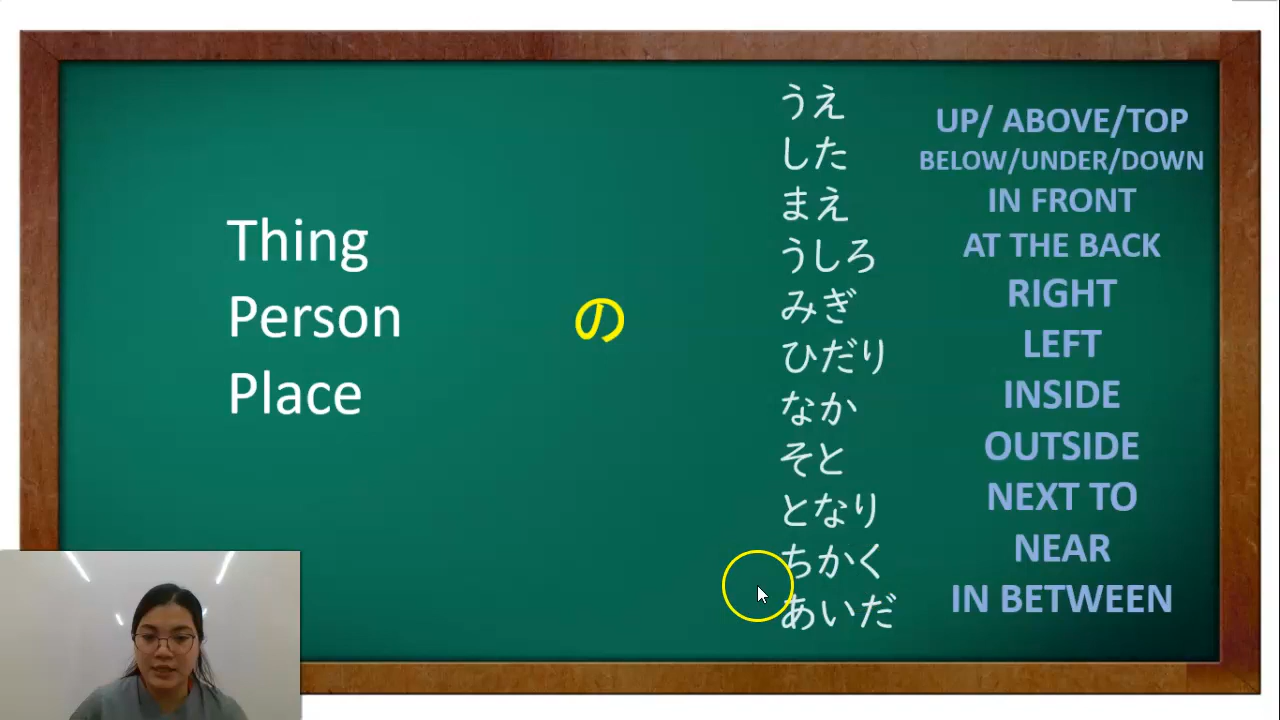 Thing
Person
Place
の
うえ
した
まえ
うしろ
みぎ
ひだり
なか
そと
となり
ちかく
あいだ
UP/ ABOVE/TOP
BELOW/UNDER/DOWN
IN FRONT
AT THE BACK
RIGHT
LEFT
INSIDE
OUTSIDE
NEXT TO
NEAR
IN BETWEEN